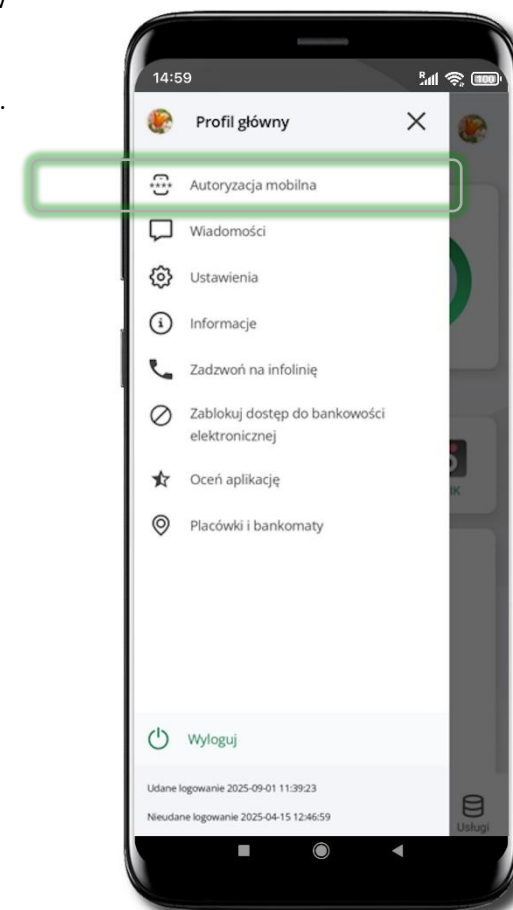 .
14:59
R
100
Profil główny
Autoryzacja mobilna
Wiadomości
Ustawienia
Informacje
Zadzwoń na infolinię
Zablokuj dostęp do bankowości
elektronicznej
Oceń aplikację
Placówki i bankomaty
Wyloguj
Udane logowanie 2025-09-01 11:39:23
Nieudane logowanie 2025-04-15 12:46:59
Usługi